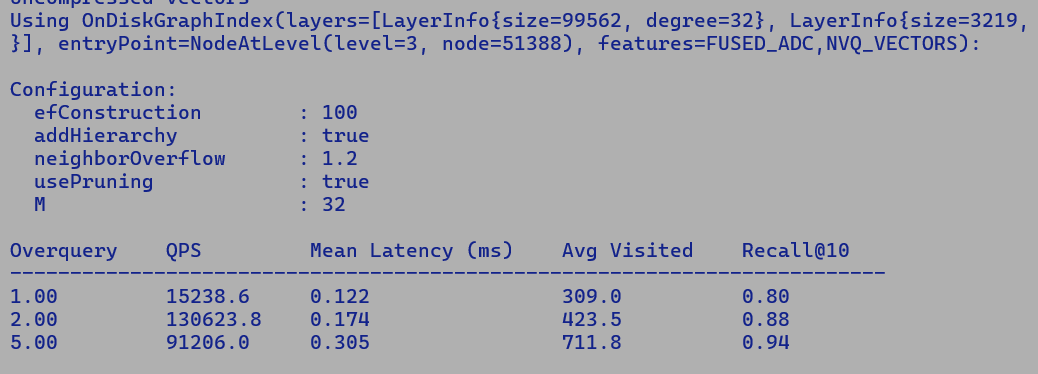 Uncompressed vectors
Using OnDiskGraphIndex(layers=[LayerInfo{size=99562, degree=32}, LayerInfo{size=3219,
}], entryPoint=NodeAtLevel(level=3, node=51388), features=FUSED_ADC,NVQ_VECTORS):
Configuration:
efConstruction : 100
addHierarchy : true
neighborOverflow : 1.2
usePruning : true
M : 32
Overquery QPS Mean Latency (ms) Avg Visited Recall@10
--------------------------------------------------------------------------
1.00 15238.6 0.122 309.0 0.80
2.00 130623.8 0.174 423.5 0.88
5.00 91206.0 0.305 711.8 0.94